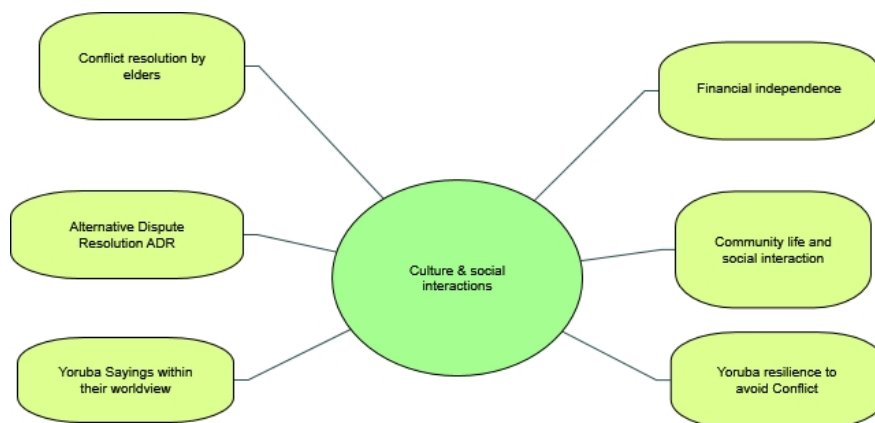 Conflict resolution by
elders
Financial independence
Alternative Dispute
Resolution ADR
Community life and
social interaction
Culture & social
interactions
Yoruba Sayings within
their worldview
Yoruba resilience to
avoid Conflict